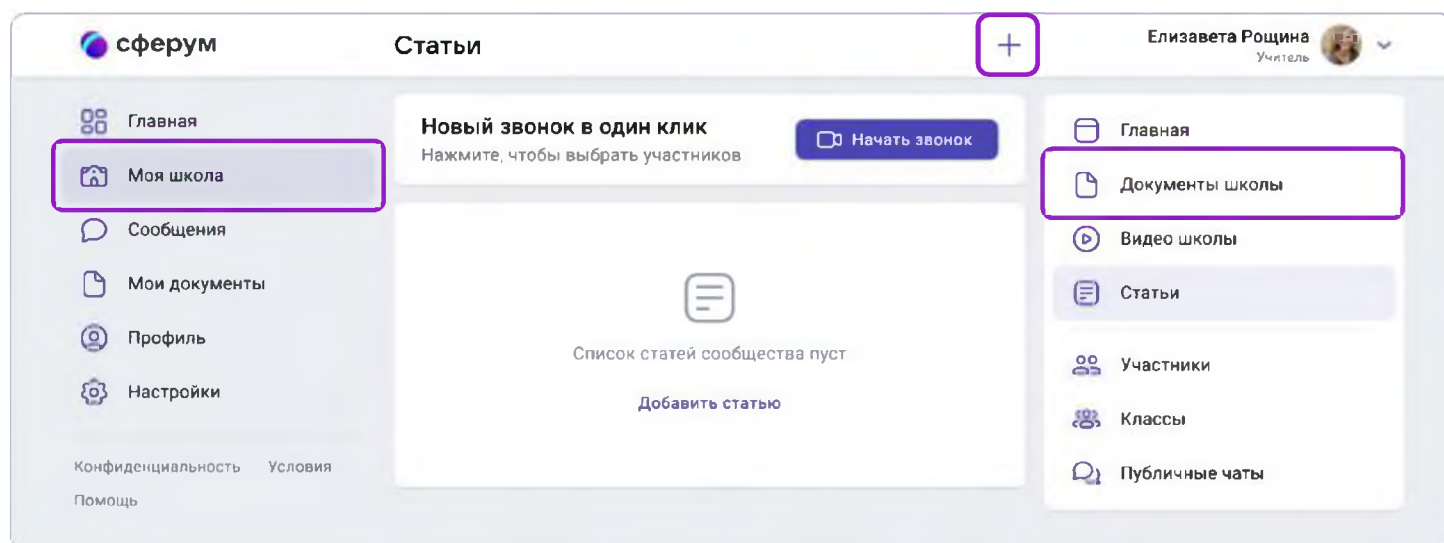 сферум
Статьи
Елизавета Рощина
Учитель
Главная
Моя школа
Сообщения
Мои документы
Профиль
Настройки
Конфиденциальность Условия
Помощь
Новый звонок в один клик
Нажмите, чтобы выбрать участников
Начать звонок
Список статей сообщества пуст
Добавить статью
Главная
Документы школы
Видео школы
Статьи
Участники
Классы
Публичные чаты